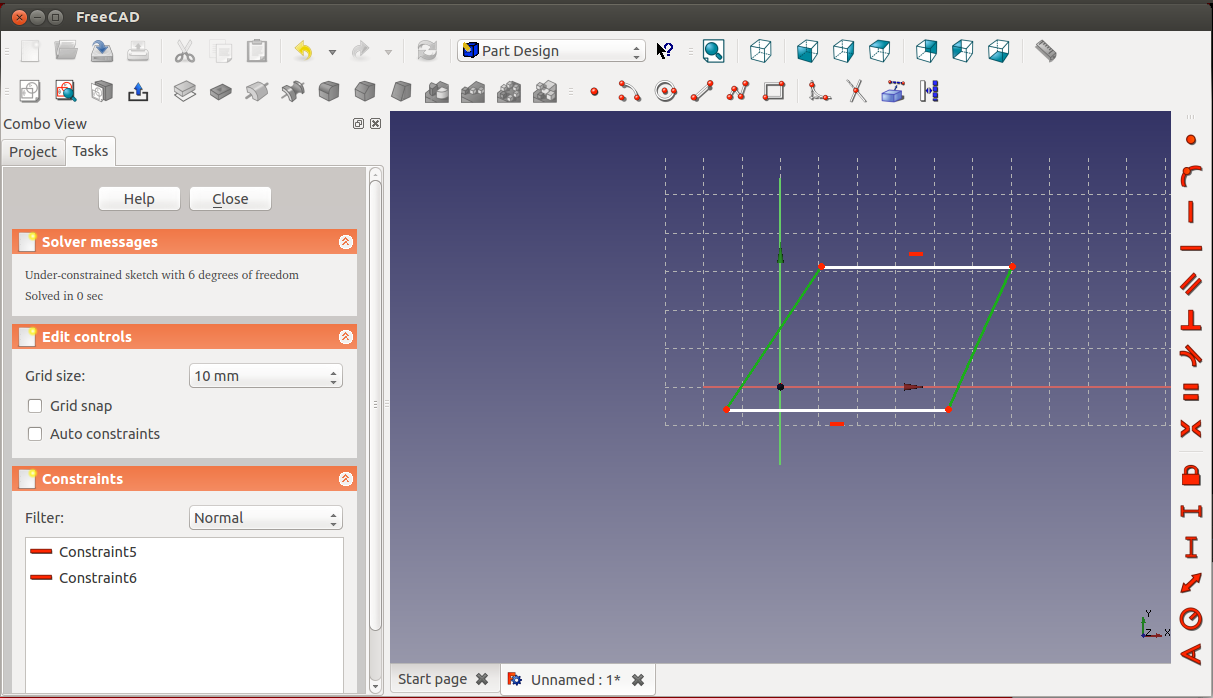 FreeCAD
Part Design
Combo View
Project
Tasks
Help
Close
Solver messages
Under-constrained sketch with 6 degrees of freedom
Solved in 0 sec
Edit controls
Grid size:
10 mm
Grid snap
Auto constraints
Constraints
Filter:
Normal
Constraint5
Constraint6
Y
Z
X
Start page
Unnamed : 1*